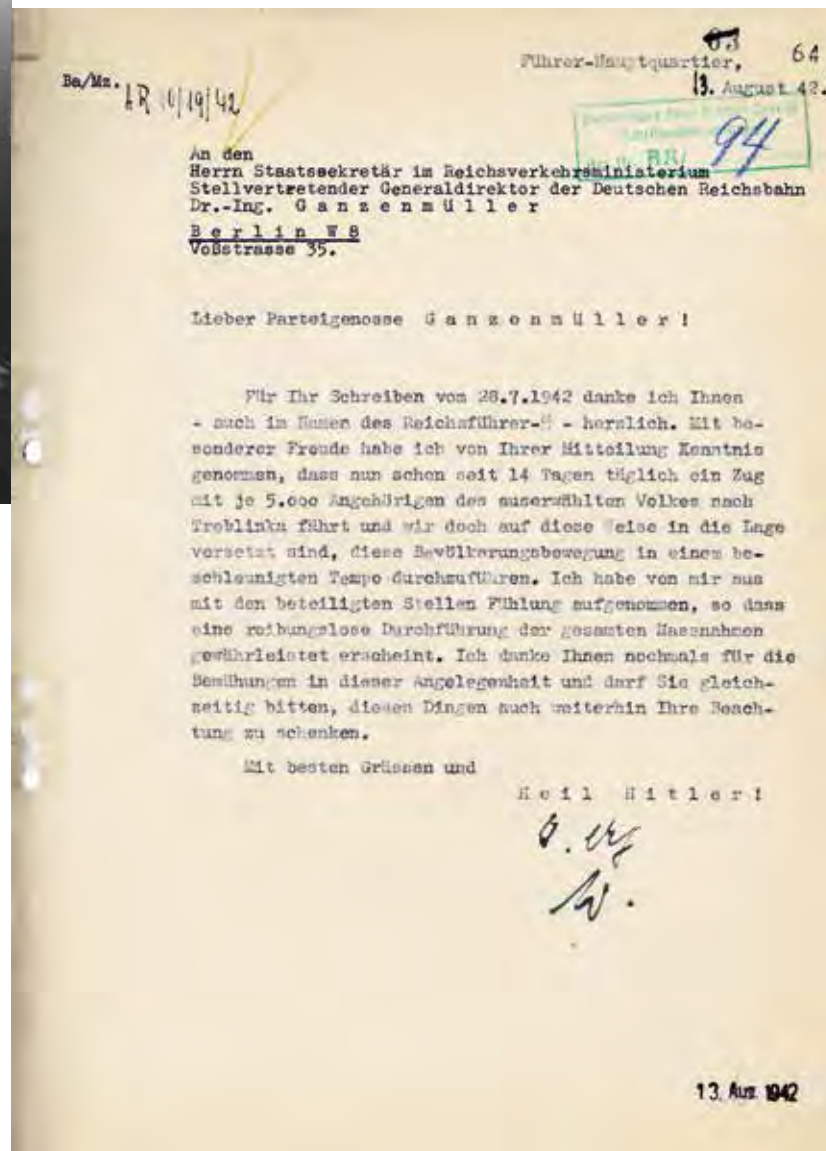 63 64
Führer-Hauptquartier,
Ba/Mz.
13. August 42.
AR 10/19/42
BR/ 94
An den
Herrn Staatssekretär im Reichsverkehrsministerium
Stellvertretender Generaldirektor der Deutschen Reichsbahn
Dr.-Ing. G a n z e n m ü l l e r
B e r l i n W 8
Voßstrasse 35.
Lieber Parteigenosse G a n z e n m ü l l e r !
Für Ihr Schreiben vom 28.7.1942 danke ich Ihnen
- auch im Namen des Reichsführer-SS - herzlich. Mit be-
sonderer Freude habe ich von Ihrer Mitteilung Kenntnis
genommen, dass nun schon seit 14 Tagen täglich ein Zug
mit je 5.ooo Angehörigen des auserwählten Volkes nach
Treblinka fährt und wir doch auf diese Weise in die Lage
versetzt sind, diese Bevölkerungsbewegung in einem be-
schleunigten Tempo durchzuführen. Ich habe von mir aus
mit den beteiligten Stellen Fühlung aufgenommen, so dass
eine reibungslose Durchführung der gesamten Massnahmen
gewährleistet erscheint. Ich danke Ihnen nochmals für die
Bemühungen in dieser Angelegenheit und darf Sie gleich-
zeitig bitten, diesen Dingen auch weiterhin Ihre Beach-
tung zu schenken.
Mit besten Grüssen und
H e i l H i t l e r !
W.
13. Aug. 1942